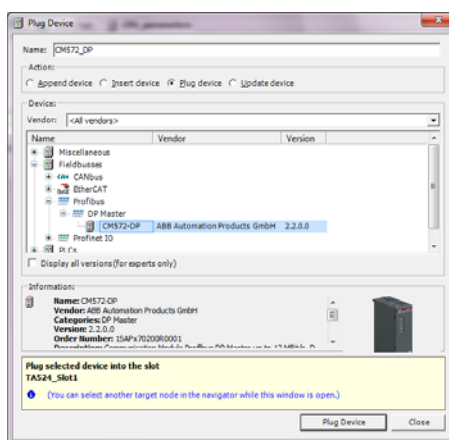 Plug Device
Name: CM572_DP
Action:
Append device Insert device Plug device Update device
Device:
Vendor: <All vendors>
Name Vendor Version
Miscellaneous
Fieldbusses
CAN CANbus
EtherCAT
Profibus
DP Master
CM572-DP ABB Automation Products GmbH 2.2.0.0
Profinet IO
PLCs
Display all versions (for experts only)
Information:
Name: CM572-DP
Vendor: ABB Automation Products GmbH
Categories: DP Master
Version: 2.2.0.0
Order Number: 1SAPx70200R0001
Plug selected device into the slot
TA524_Slot1
(You can select another target node in the navigator while this window is open.)
Plug Device Close